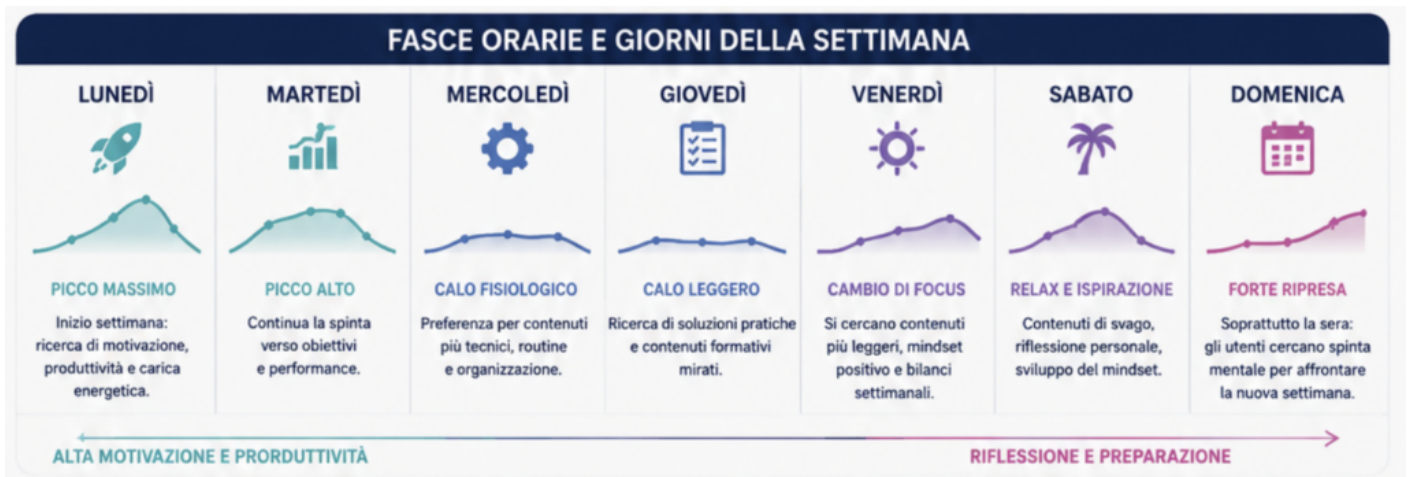 FASCE ORARIE E GIORNI DELLA SETTIMANA
LUNEDÌ
PICCO MASSIMO
Inizio settimana:
ricerca di motivazione,
produttività e carica
energetica.
MARTEDÌ
PICCO ALTO
Continua la spinta
verso obiettivi
e performance.
MERCOLEDÌ
CALO FISIOLOGICO
Preferenza per contenuti
più tecnici, routine
e organizzazione.
GIOVEDÌ
CALO LEGGERO
Ricerca di soluzioni pratiche
e contenuti formativi
mirati.
VENERDÌ
CAMBIO DI FOCUS
Si cercano contenuti
più leggeri, mindset
positivo e bilanci
settimanali.
SABATO
RELAX E ISPIRAZIONE
Contenuti di svago,
riflessione personale,
sviluppo del mindset.
DOMENICA
FORTE RIPRESA
Soprattutto la sera:
gli utenti cercano spinta
mentale per affrontare
la nuova settimana.
ALTA MOTIVAZIONE E PRORDUTTIVITÀ
RIFLESSIONE E PREPARAZIONE